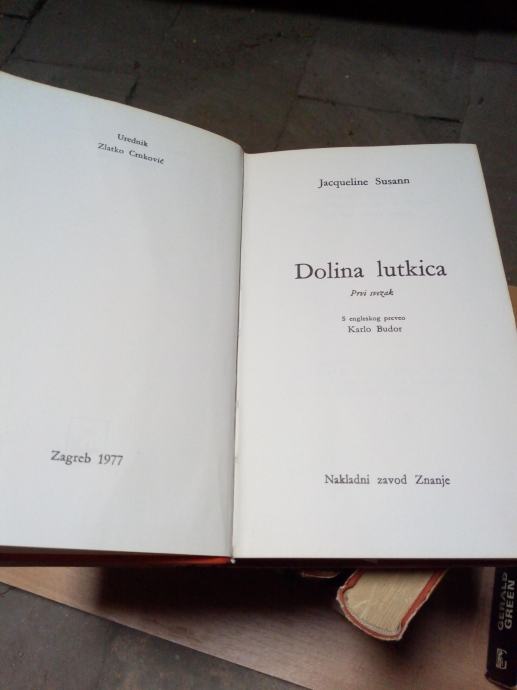 Urednik
Zlatko Crnković
Zagreb 1977
Jacqueline Susann
Dolina lutkica
Prvi svezak
S engleskog preveo
Karlo Budor
Nakladni zavod Znanje
GERALD
GREEN